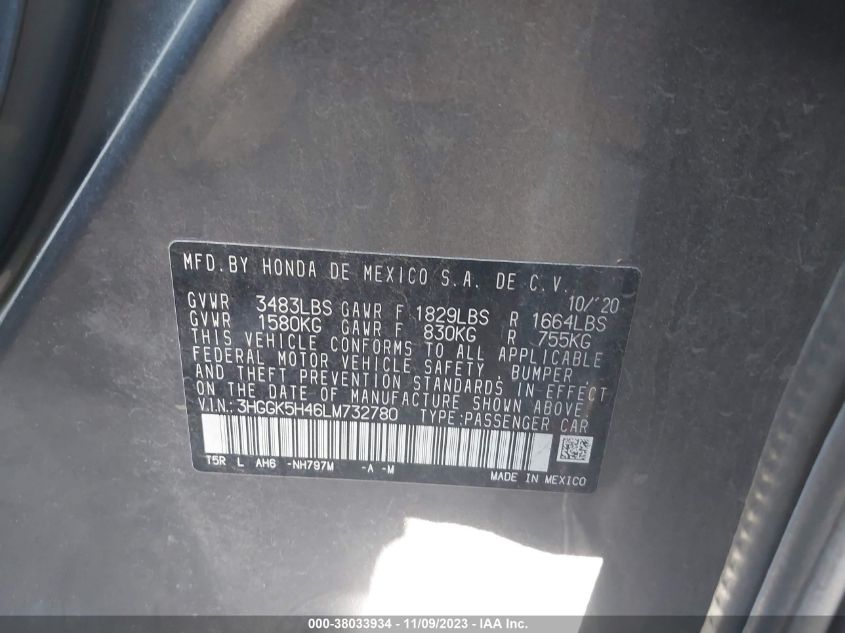 MFD.BY HONDA DE MEXICO S.A. DE C.V.
10/'20
GVWR 3483LBS GAWR F 1829LBS R 1664LBS
GVWR 1580KG GAWR F 830KG R 755KG
THIS VEHICLE CONFORMS TO ALL APPLICABLE
FEDERAL MOTOR VEHICLE SAFETY, BUMPER,
AND THEFT PREVENTION STANDARDS IN EFFECT
ON THE DATE OF MANUFACTURE SHOWN ABOVE.
V.I.N.: 3HGGK5H46LM732780 TYPE:PASSENGER CAR
T5R L AH6 -NH797M -A -M
MADE IN MEXICO
000-38033934 - 11/09/2023 - IAA Inc.